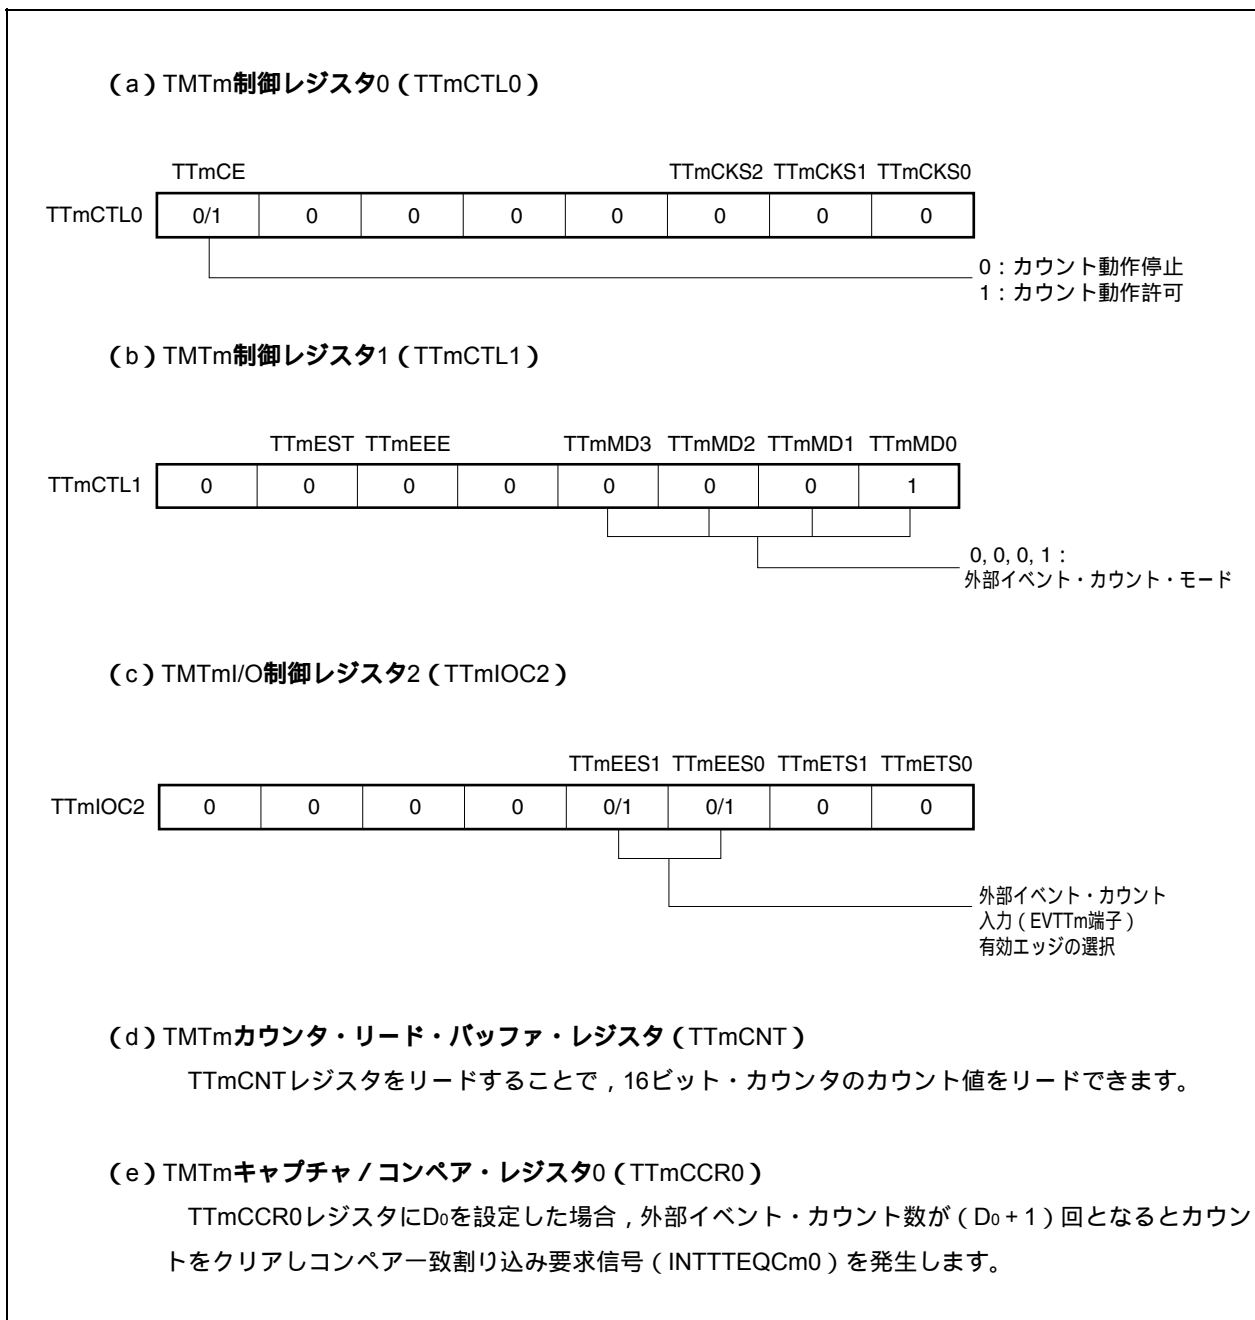 (a)TMTm制御レジスタ0(TTmCTL0)
TTmCE TTmCKS2 TTmCKS1 TTmCKS0
TTmCTL0 0/1 0 0 0 0 0 0 0
0:カウント動作停止
1:カウント動作許可
(b)TMTm制御レジスタ1(TTmCTL1)
TTmEST TTmEEE TTmMD3 TTmMD2 TTmMD1 TTmMD0
TTmCTL1 0 0 0 0 0 0 0 1
0, 0, 0, 1:
外部イベント・カウント・モード
(c)TMTmI/O制御レジスタ2(TTmIOC2)
TTmEES1 TTmEES0 TTmETS1 TTmETS0
TTmIOC2 0 0 0 0 0/1 0/1 0 0
外部イベント・カウント
入力(EVTTm端子)
有効エッジの選択
(d)TMTmカウンタ・リード・バッファ・レジスタ(TTmCNT)
TTmCNTレジスタをリードすることで,16ビット・カウンタのカウント値をリードできます。
(e)TMTmキャプチャ/コンペア・レジスタ0(TTmCCR0)
TTmCCR0レジスタにD0を設定した場合,外部イベント・カウント数が(D0+1)回となるとカウン
トをクリアしコンペア一致割り込み要求信号(INTTTEQCm0)を発生します。